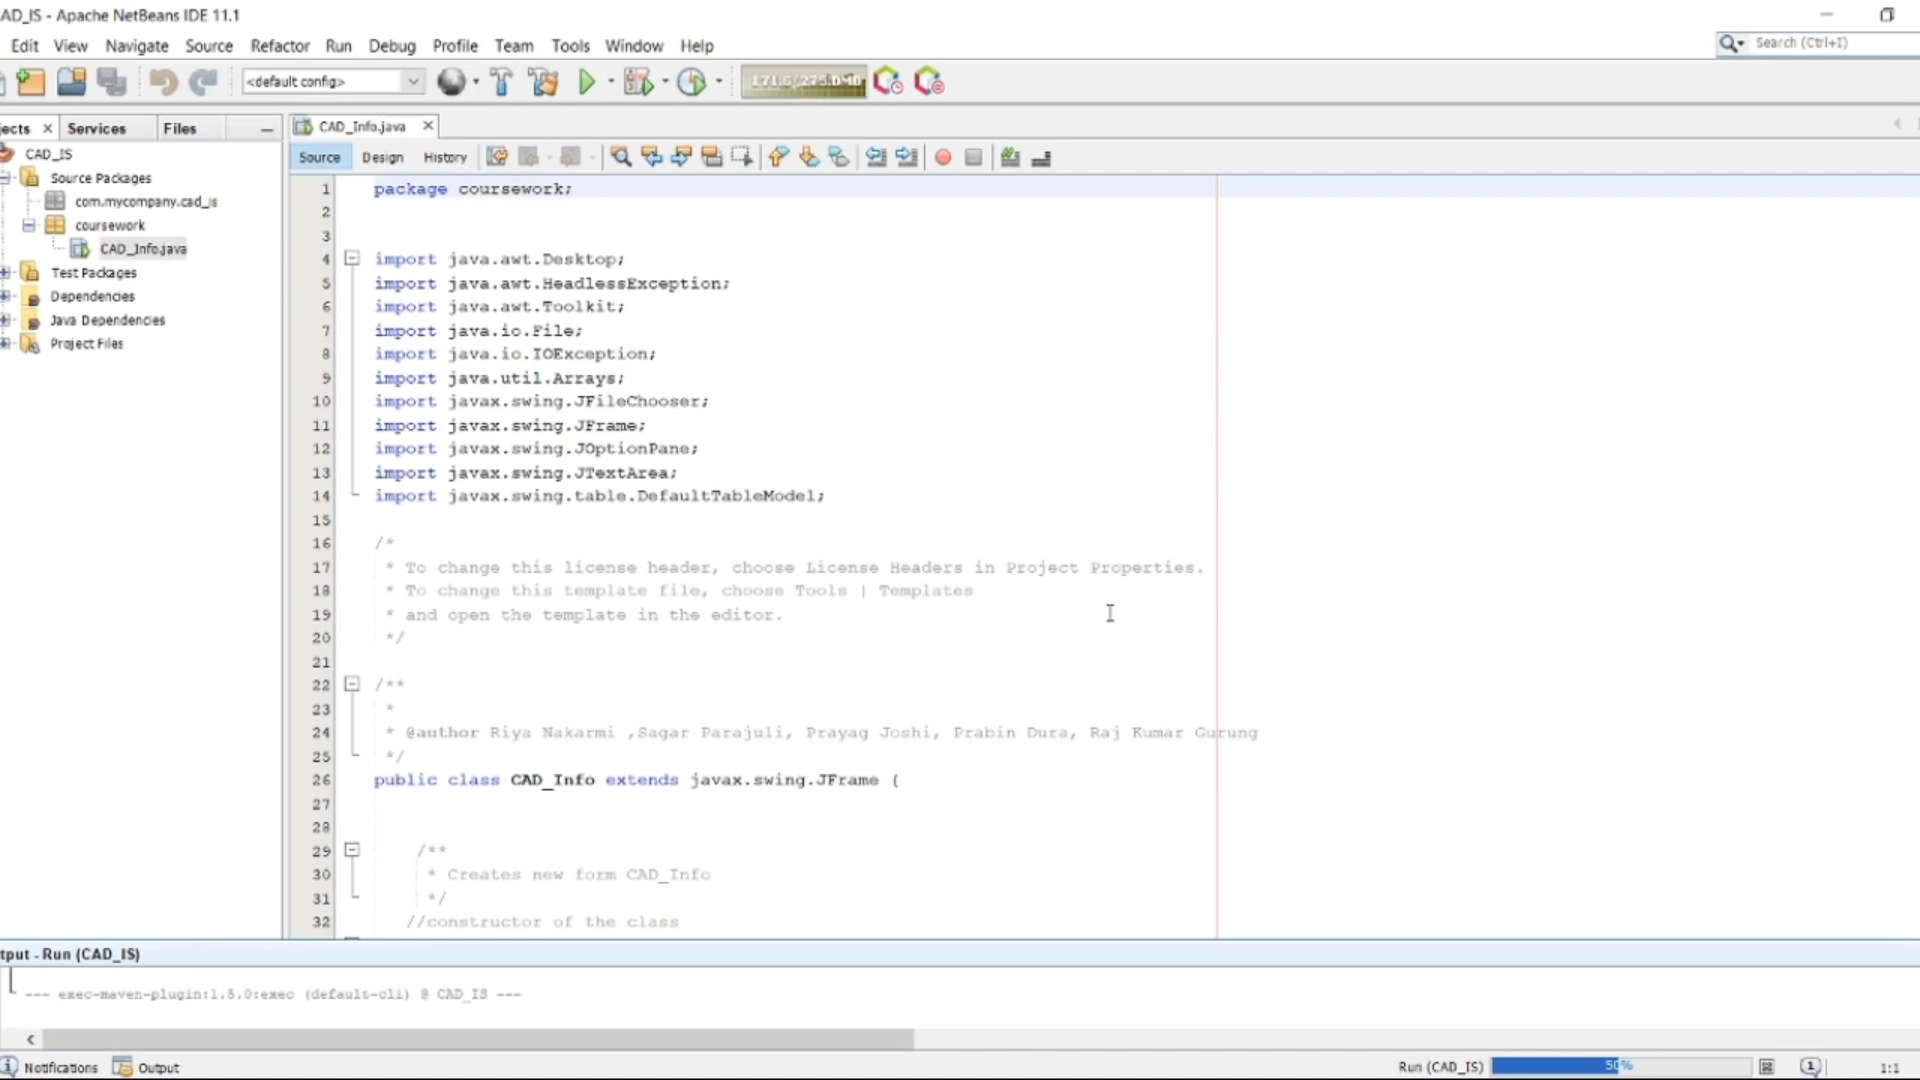 CAD_IS - Apache NetBeans IDE 11.1
Edit View Navigate Source Refactor Run Debug Profile Team Tools Window Help
Search (Ctrl+I)
<default config>
jects Services Files
CAD_Info.java
CAD_IS
Source Packages
com.mycompany.cad_is
coursework
CAD_Info.java
Test Packages
Dependencies
Java Dependencies
Project Files
Source Design History
1 package coursework;
2
3
4 import java.awt.Desktop;
5 import java.awt.HeadlessException;
6 import java.awt.Toolkit;
7 import java.io.File;
8 import java.io.IOException;
9 import java.util.Arrays;
10 import javax.swing.JFileChooser;
11 import javax.swing.JFrame;
12 import javax.swing.JOptionPane;
13 import javax.swing.JTextArea;
14 import javax.swing.table.DefaultTableModel;
15
16 /*
17 * To change this license header, choose License Headers in Project Properties.
18 * To change this template file, choose Tools | Templates
19 * and open the template in the editor.
20 */
21
22 /**
23 *
24 * @author Riya Nakarmi ,Sagar Parajuli, Prayag Joshi, Prabin Dura, Raj Kumar Gurung
25 */
26 public class CAD_Info extends javax.swing.JFrame {
27
28
29 /**
30 * Creates new form CAD_Info
31 */
32 //constructor of the class
tput - Run (CAD_IS)
--- exec-maven-plugin:1.5.0:exec (default-cli) @ CAD_IS ---
Notifications Output
Run (CAD_IS) 50% 1 1:1